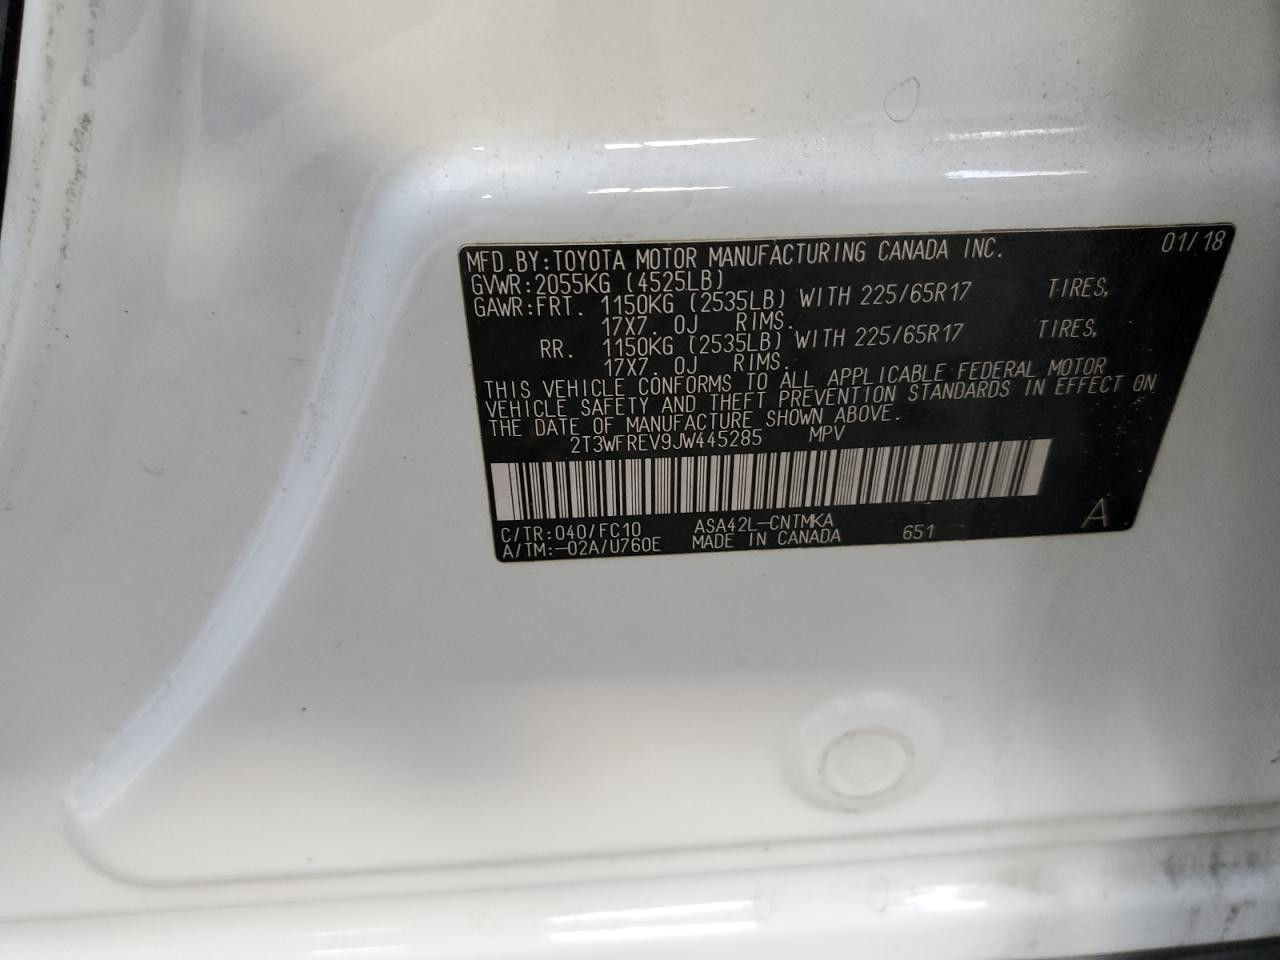 MFD.BY:TOYOTA MOTOR MANUFACTURING CANADA INC. 01/18
GVWR:2055KG (4525LB)
GAWR:FRT. 1150KG (2535LB) WITH 225/65R17 TIRES,
17X7. 0J RIMS.
RR. 1150KG (2535LB) WITH 225/65R17 TIRES,
17X7. 0J RIMS.
THIS VEHICLE CONFORMS TO ALL APPLICABLE FEDERAL MOTOR
VEHICLE SAFETY AND THEFT PREVENTION STANDARDS IN EFFECT ON
THE DATE OF MANUFACTURE SHOWN ABOVE.
2T3WFREV9JW445285 MPV
C/TR:040/FC10 ASA42L-CNTMKA
A/TM:-02A/U760E MADE IN CANADA 651 A